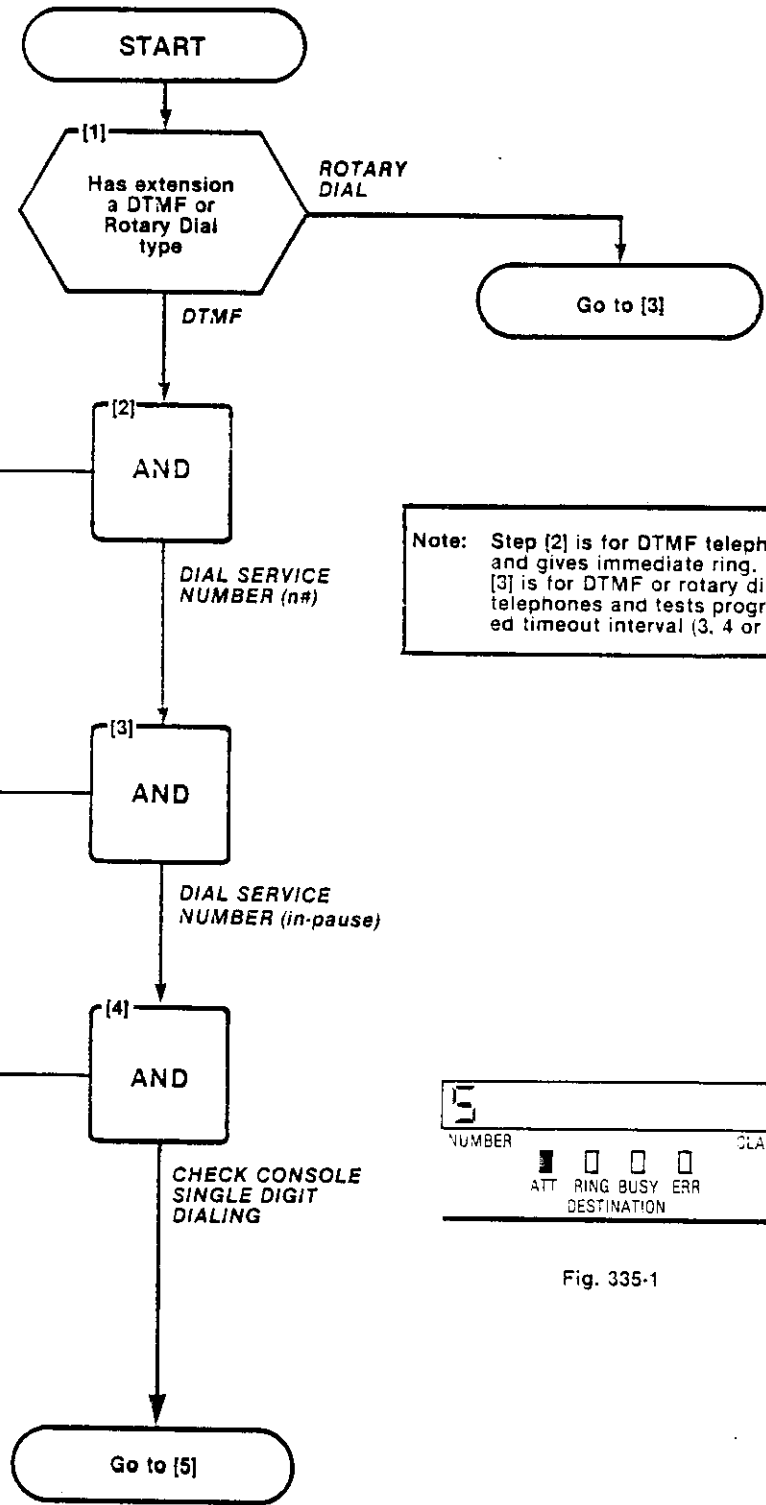 START
[1]
Has extension
a DTMF or
Rotary Dial
type
ROTARY
DIAL
Go to [3]
DTMF
[2]
AND
DIAL SERVICE
NUMBER (n#)
Note: Step [2] is for DTMF teleph
and gives immediate ring.
[3] is for DTMF or rotary di
telephones and tests progr
ed timeout interval (3, 4 or
[3]
AND
DIAL SERVICE
NUMBER (in-pause)
[4]
AND
5
NUMBER CLA
ATT RING BUSY ERR
DESTINATION
CHECK CONSOLE
SINGLE DIGIT
DIALING
Fig. 335-1
Go to [5]